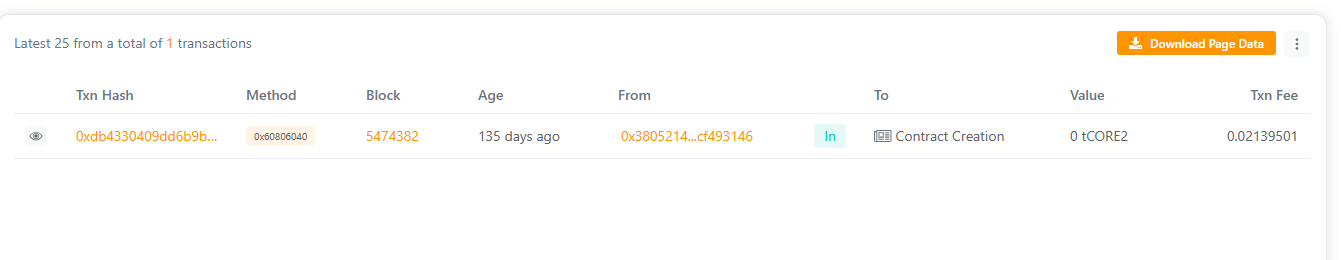 Latest 25 from a total of 1 transactions
Download Page Data
Txn Hash Method Block Age From To Value Txn Fee
0xdb4330409dd6b9b... 0x60806040 5474382 135 days ago 0x3805214...cf493146 In Contract Creation 0 tCORE2 0.02139501